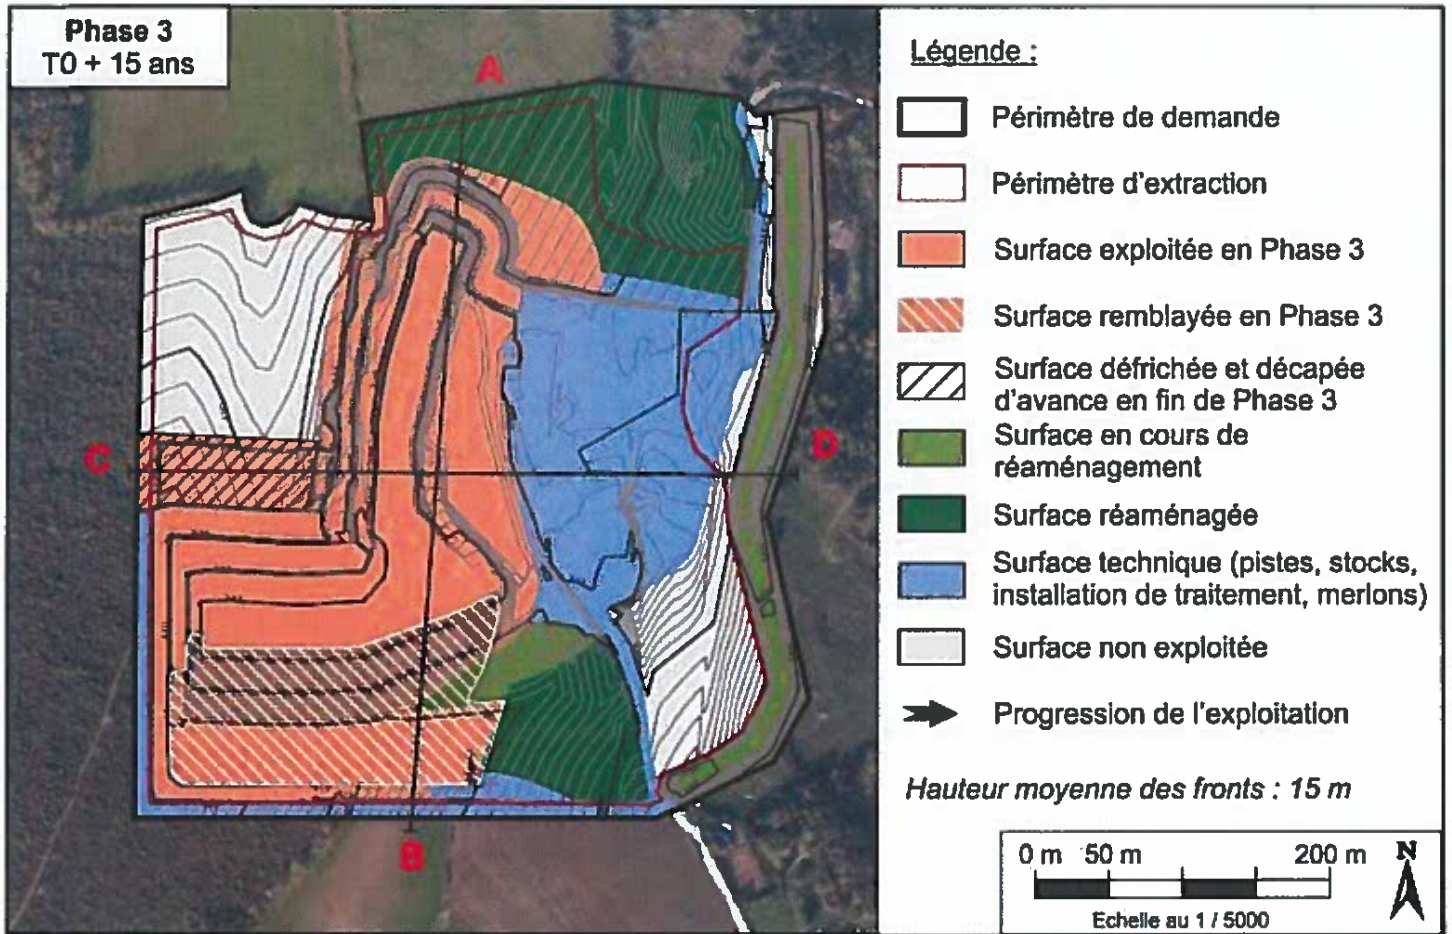 Phase 3
T0 + 15 ans
A
C
D
B
Légende :
Périmètre de demande
Périmètre d'extraction
Surface exploitée en Phase 3
Surface remblayée en Phase 3
Surface défrichée et décapée
d'avance en fin de Phase 3
Surface en cours de
réaménagement
Surface réaménagée
Surface technique (pistes, stocks,
installation de traitement, merlons)
Surface non exploitée
Progression de l'exploitation
Hauteur moyenne des fronts : 15 m
0 m 50 m 200 m N
Echelle au 1 / 5000